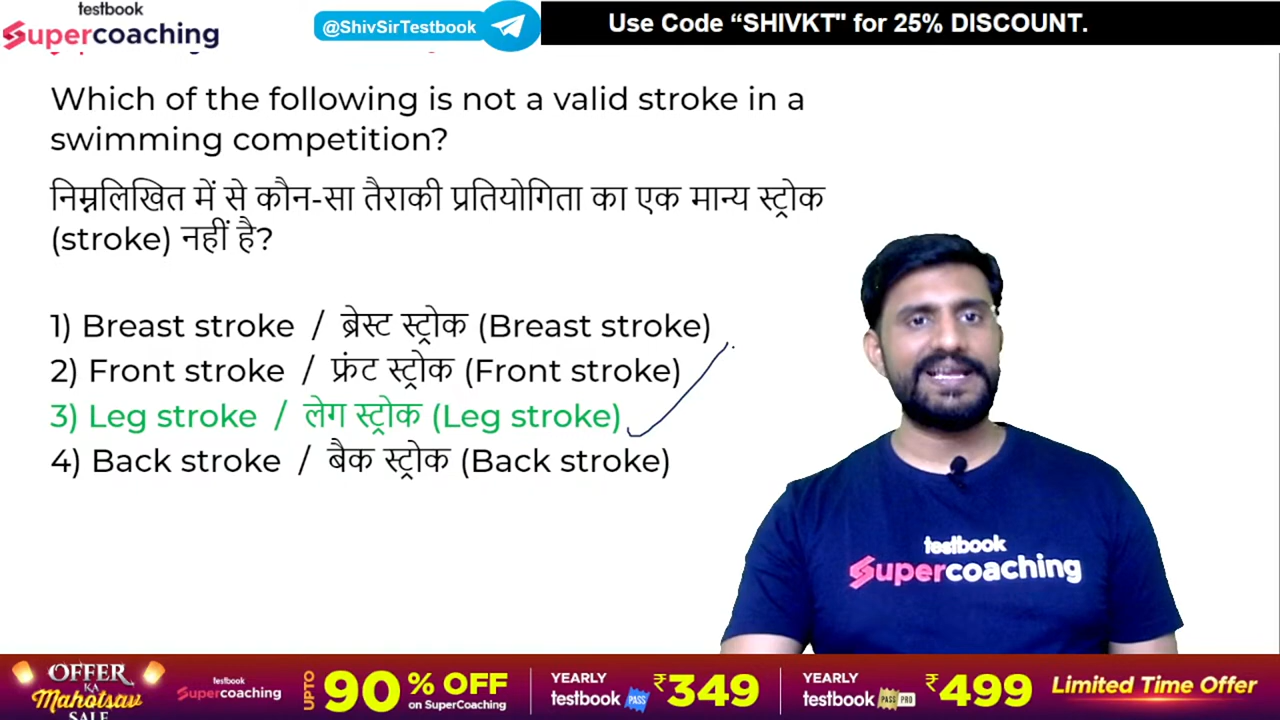 testbook
Supercoaching
@ShivSirTestbook
Use Code “SHIVKT" for 25% DISCOUNT.
Which of the following is not a valid stroke in a
swimming competition?
निम्नलिखित में से कौन-सा तैराकी प्रतियोगिता का एक मान्य स्ट्रोक
(stroke) नहीं है?
1) Breast stroke / ब्रेस्ट स्ट्रोक (Breast stroke)
2) Front stroke / फ्रंट स्ट्रोक (Front stroke)
3) Leg stroke / लेग स्ट्रोक (Leg stroke)
4) Back stroke / बैक स्ट्रोक (Back stroke)
testbook
Supercoaching
OFFER
KA
Mahotsav
SALE
testbook
Supercoaching
UPTO
90% OFF
on SuperCoaching
YEARLY
testbook PASS
₹349
YEARLY
testbook PASS PRO
₹499
Limited Time Offer